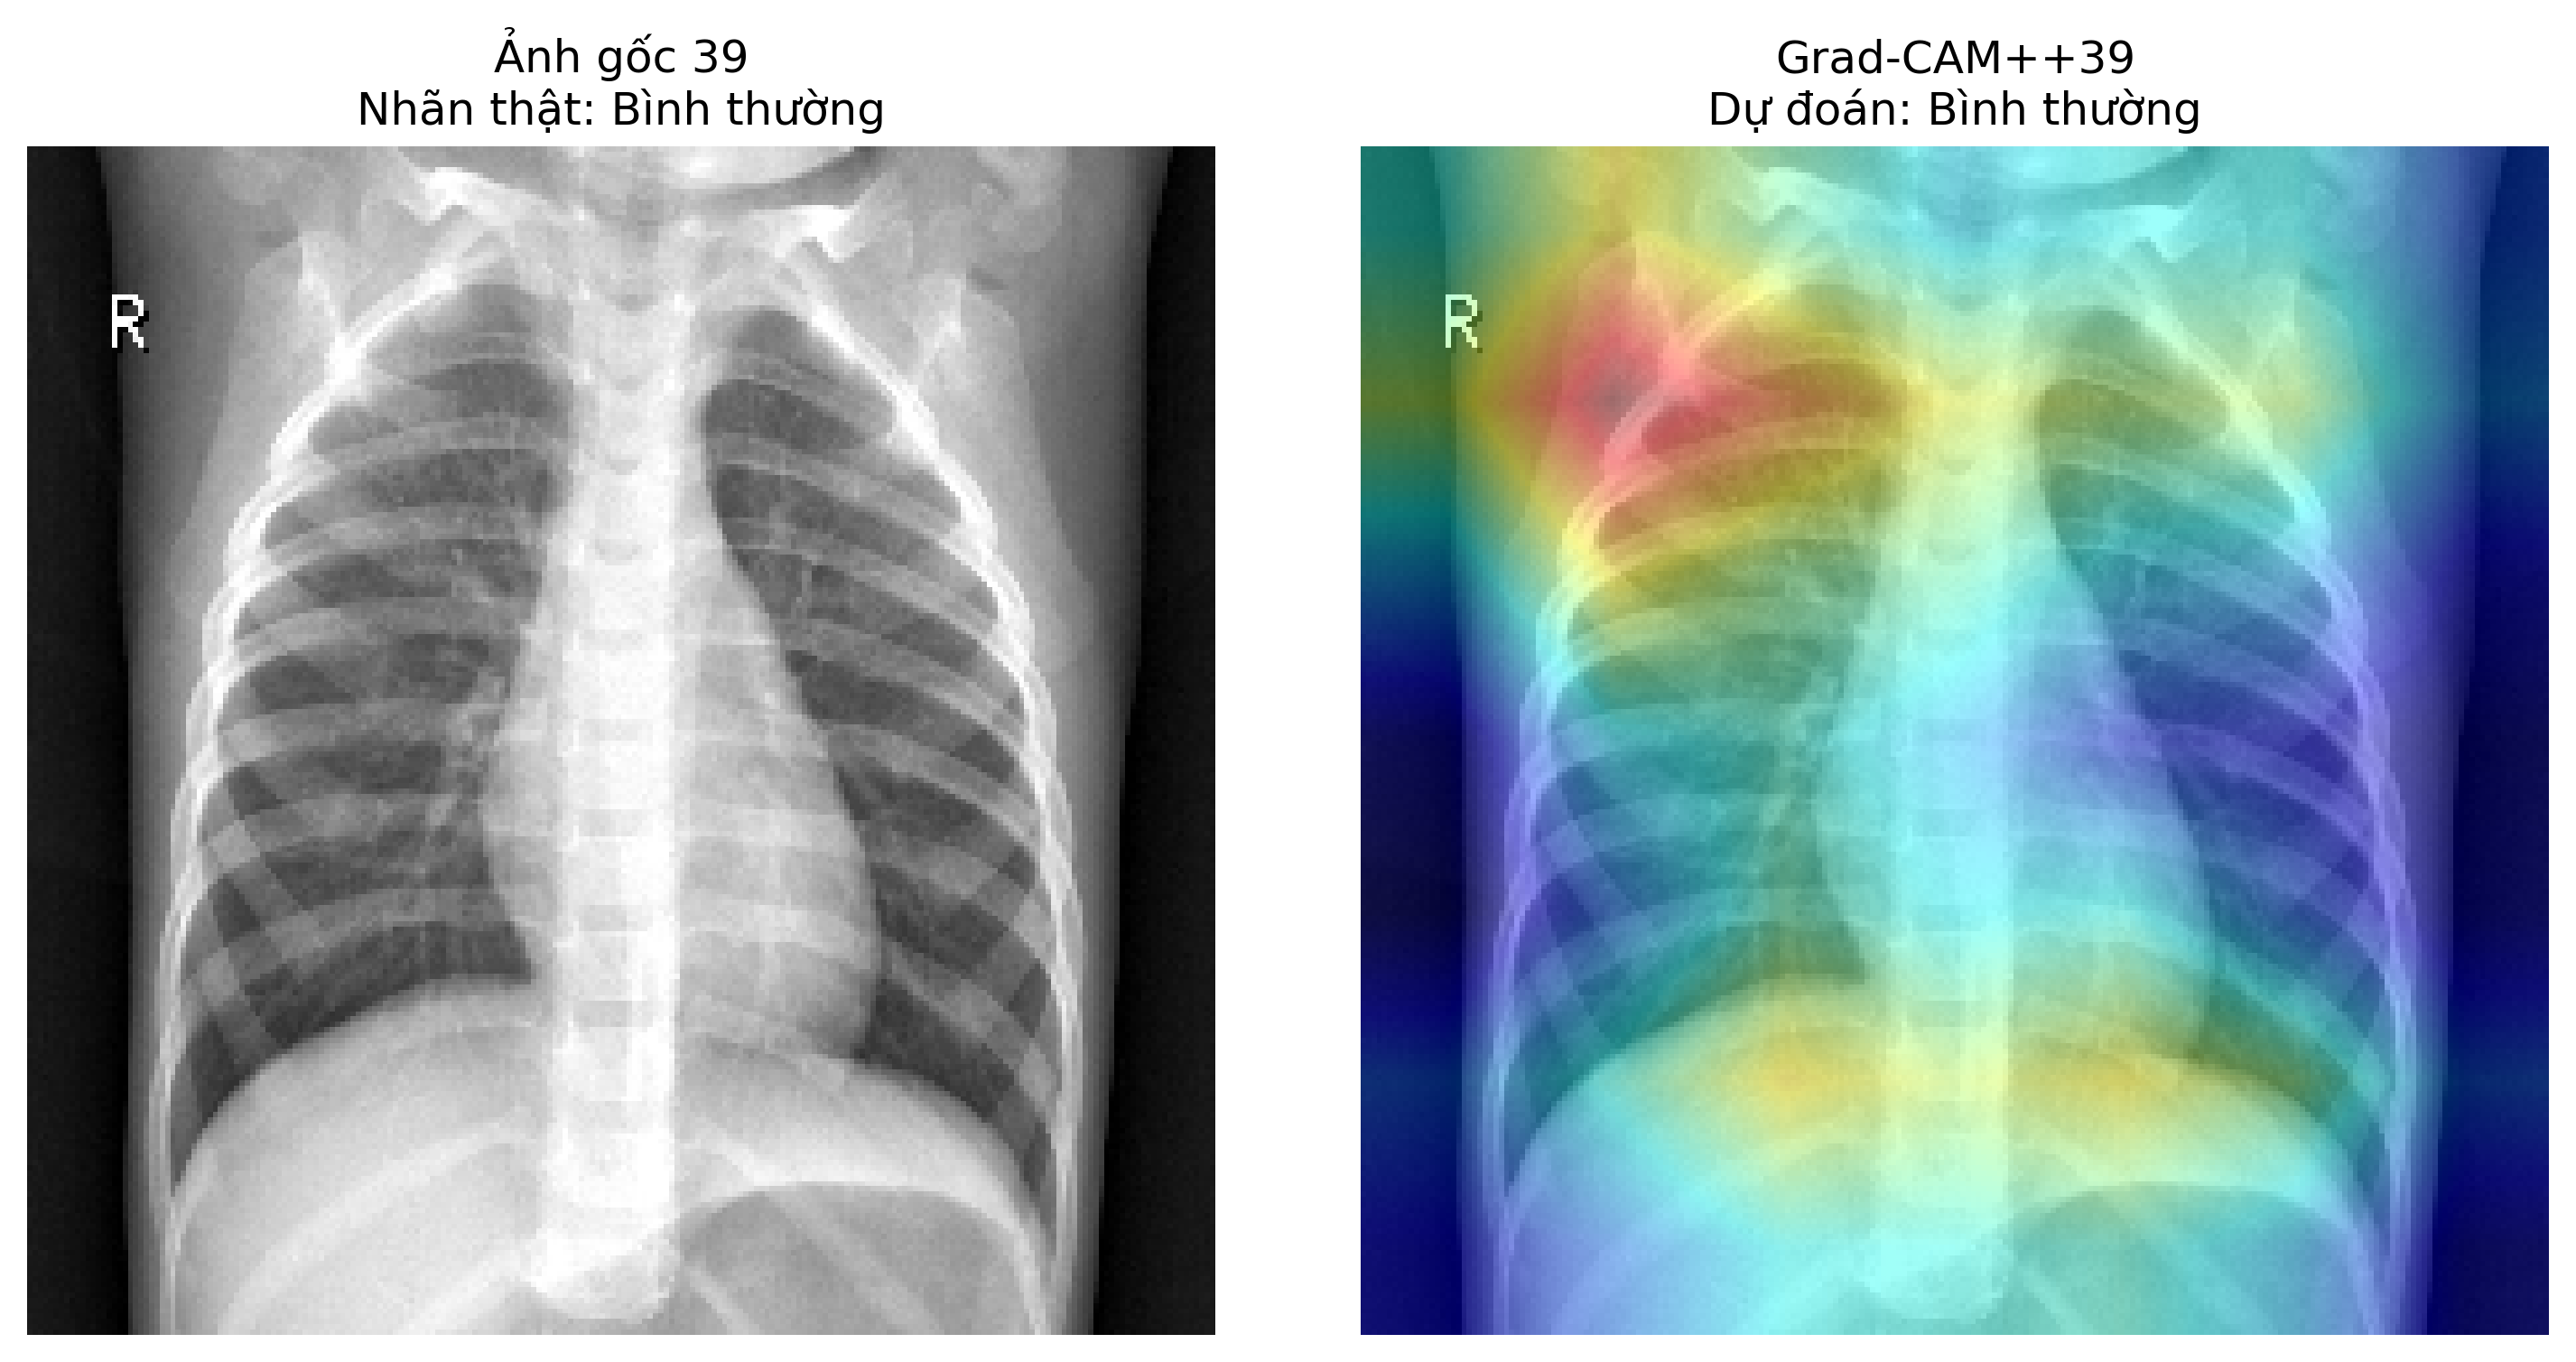 Ảnh gốc 39
Nhãn thật: Bình thường
R
Grad-CAM++39
Dự đoán: Bình thường
R